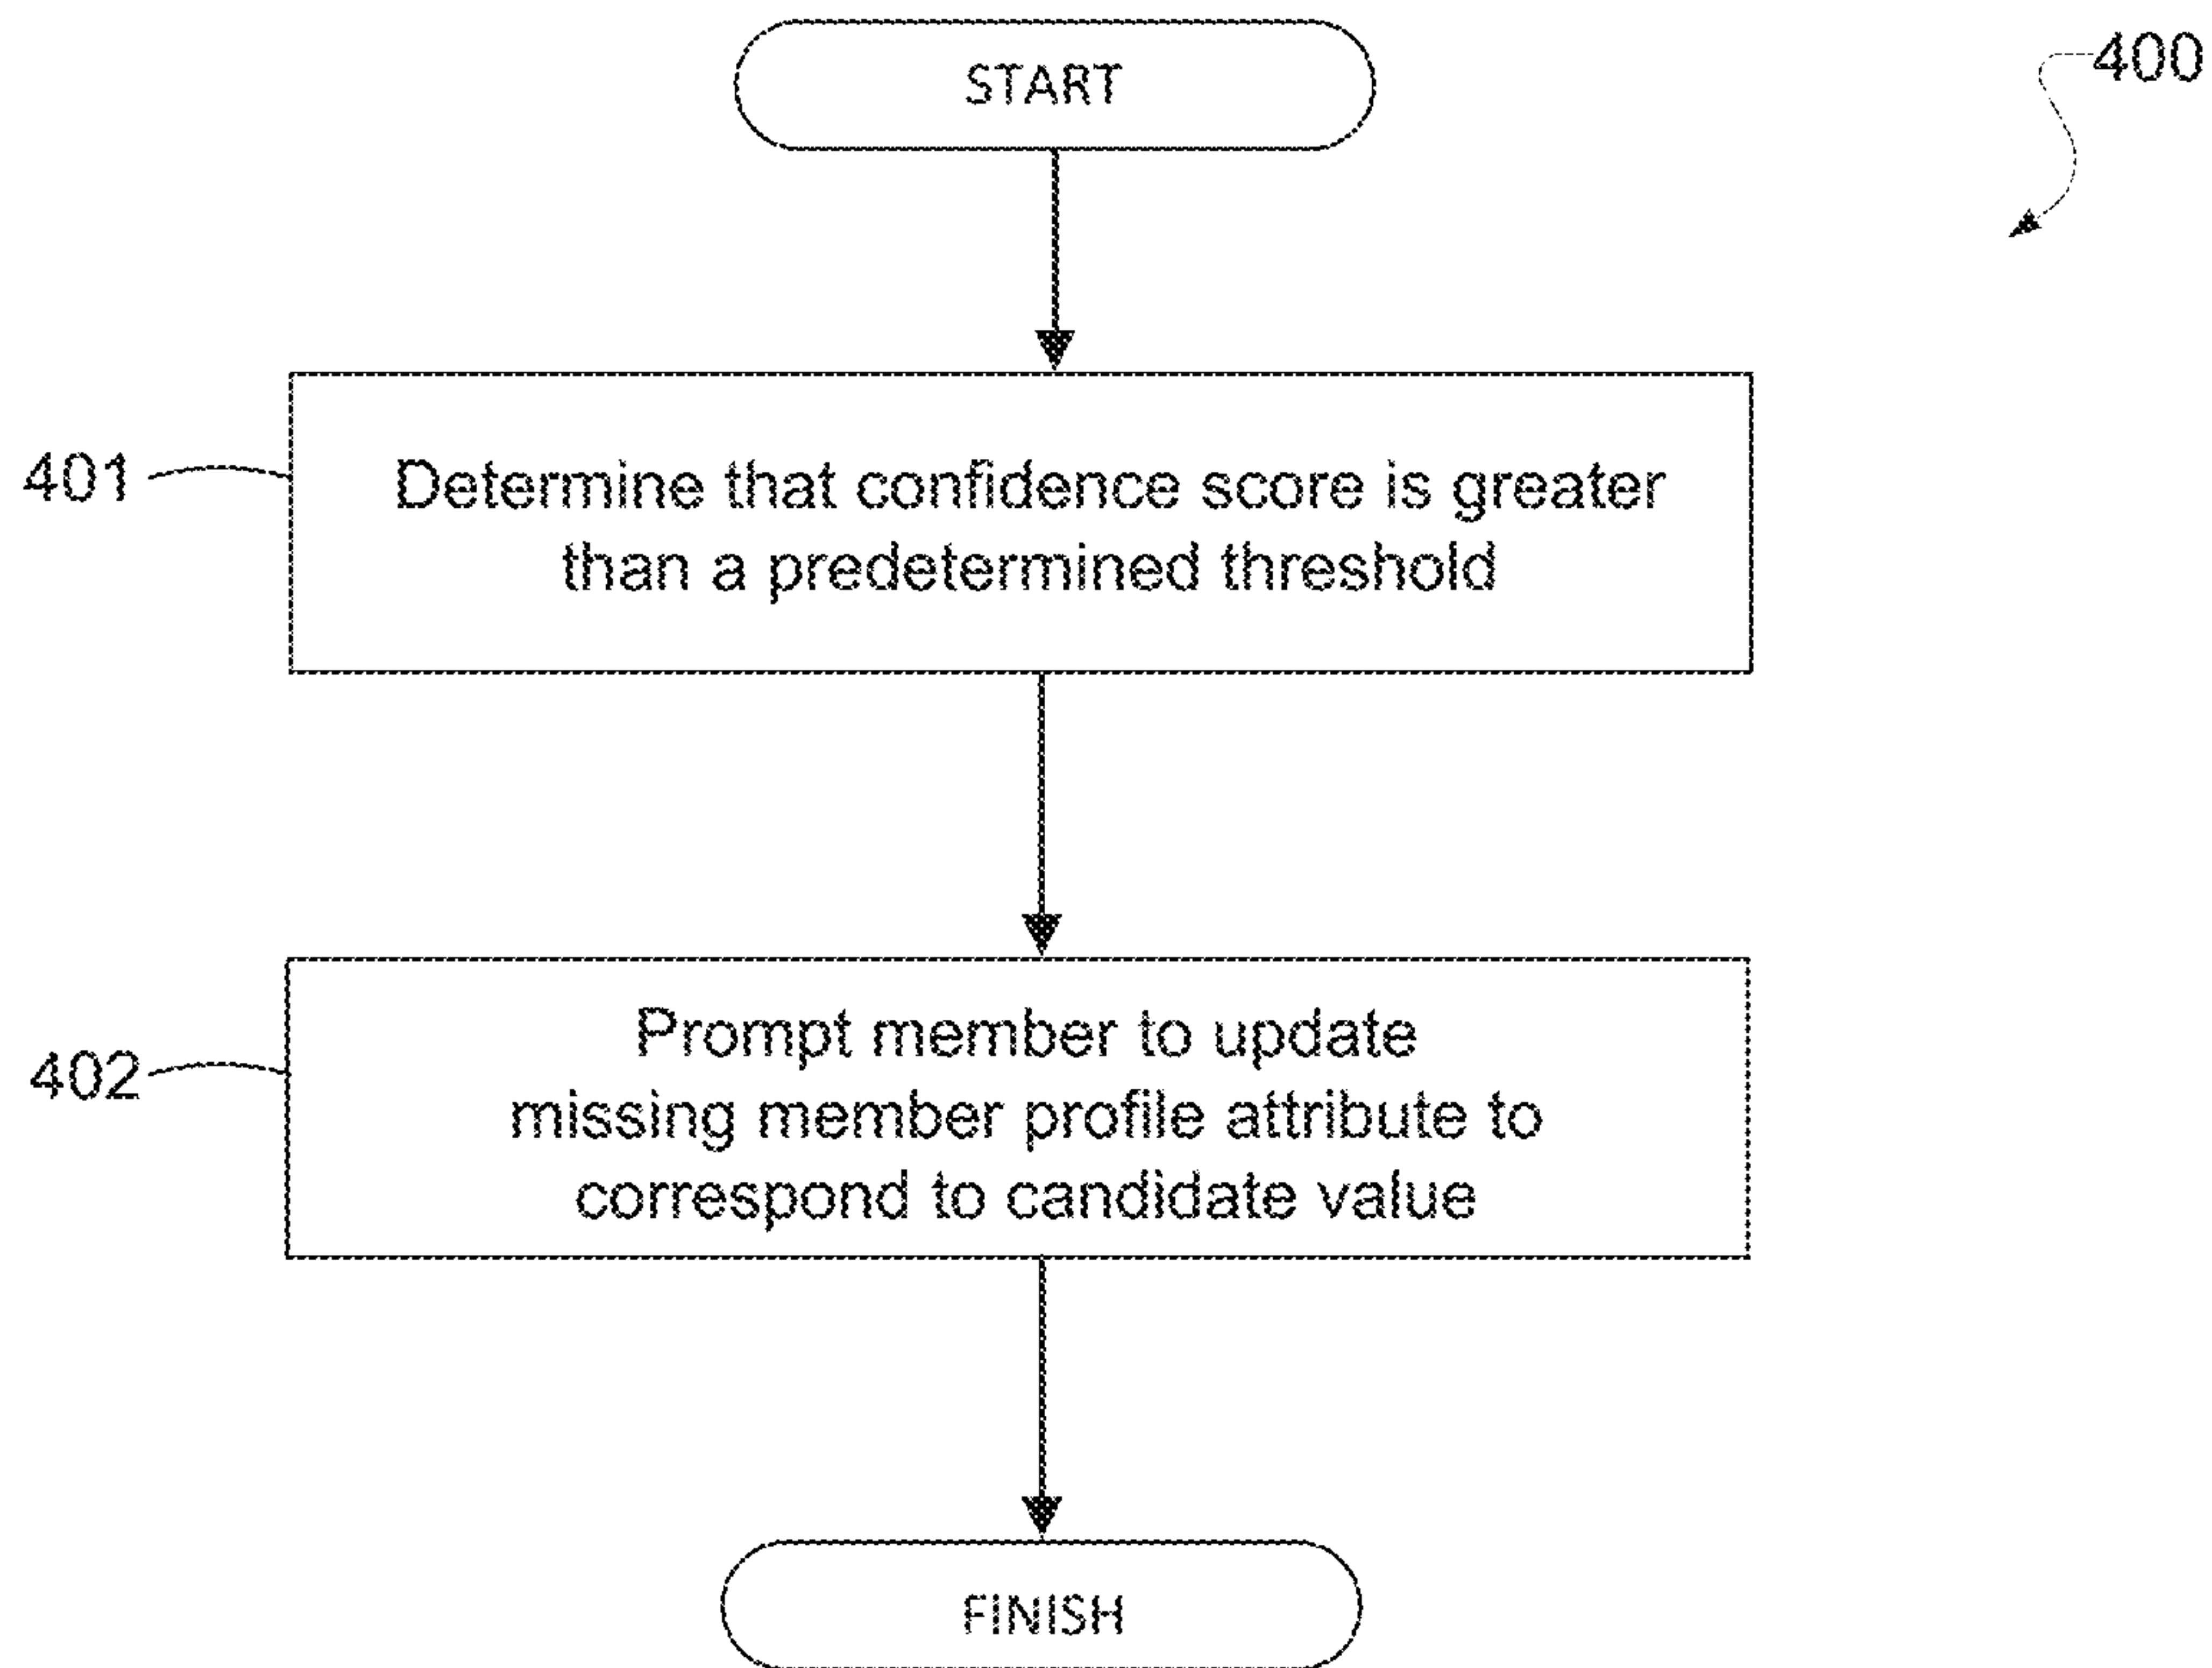 START
400
401
Determine that confidence score is greater
than a predetermined threshold
402
Prompt member to update
missing member profile attribute to
correspond to candidate value
FINISH